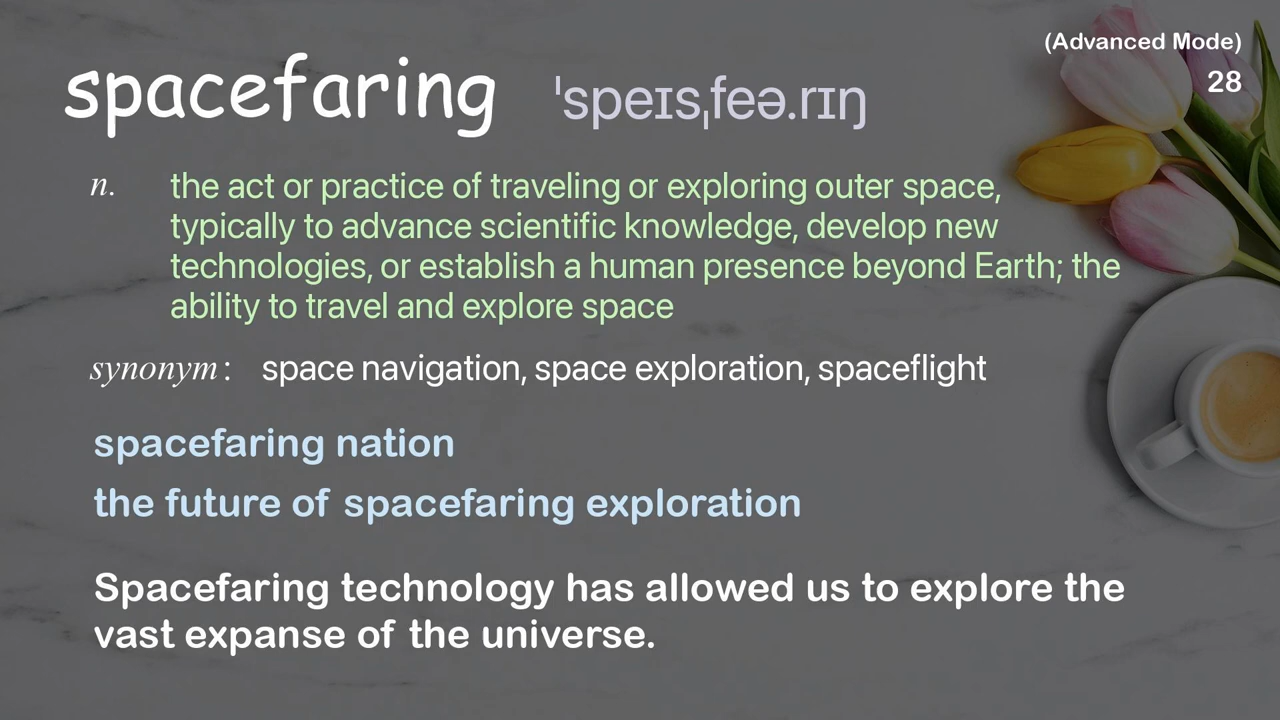 (Advanced Mode)
28
spacefaring ˈspeɪsˌfeə.rɪŋ
n. the act or practice of traveling or exploring outer space,
typically to advance scientific knowledge, develop new
technologies, or establish a human presence beyond Earth; the
ability to travel and explore space
synonym : space navigation, space exploration, spaceflight
spacefaring nation
the future of spacefaring exploration
Spacefaring technology has allowed us to explore the
vast expanse of the universe.